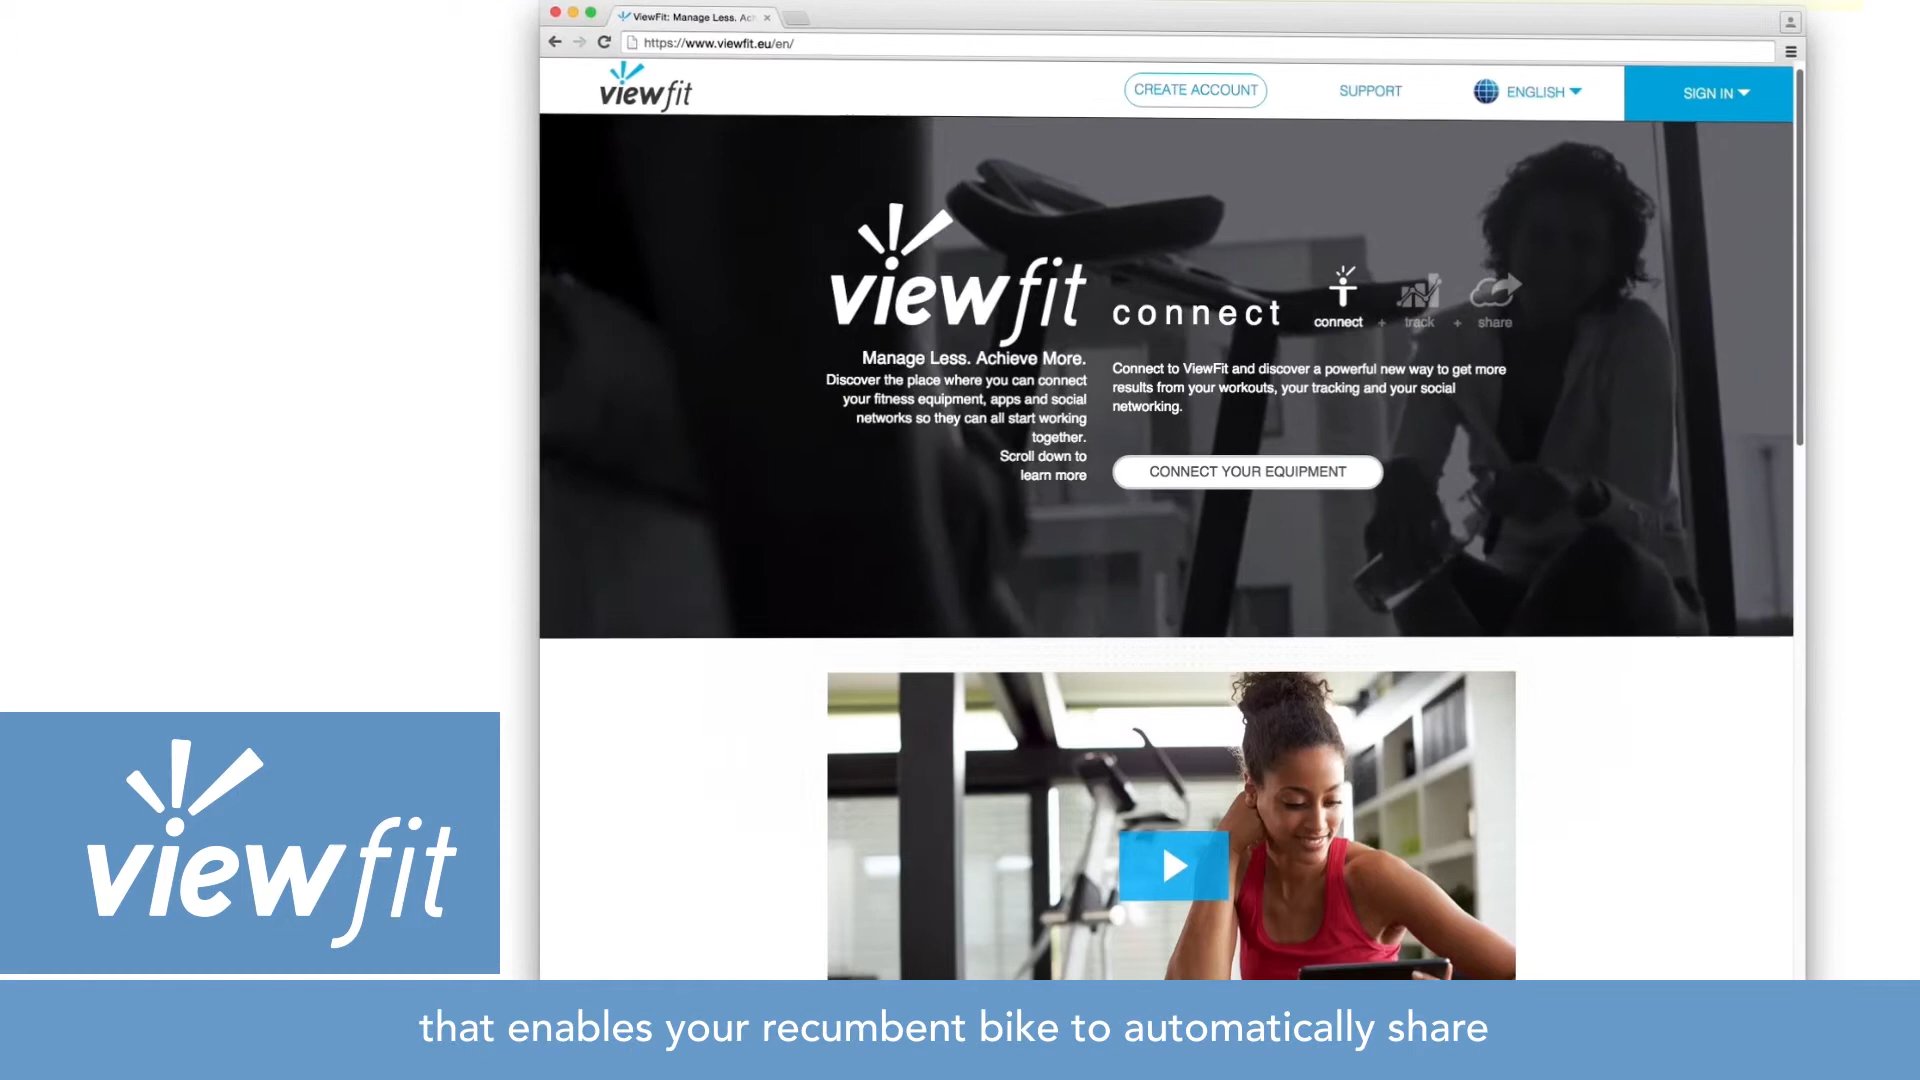 ViewFit: Manage Less. Ac
https://www.viewfit.eu/en/
viewfit
CREATE ACCOUNT
SUPPORT
ENGLISH
SIGN IN
viewfit
Manage Less. Achieve More.
Discover the place where you can connect
your fitness equipment, apps and social
networks so they can all start working
together.
Scroll down to
learn more
connect
connect + track + share
Connect to ViewFit and discover a powerful new way to get more
results from your workouts, your tracking and your social
networking.
CONNECT YOUR EQUIPMENT
viewfit
that enables your recumbent bike to automatically share